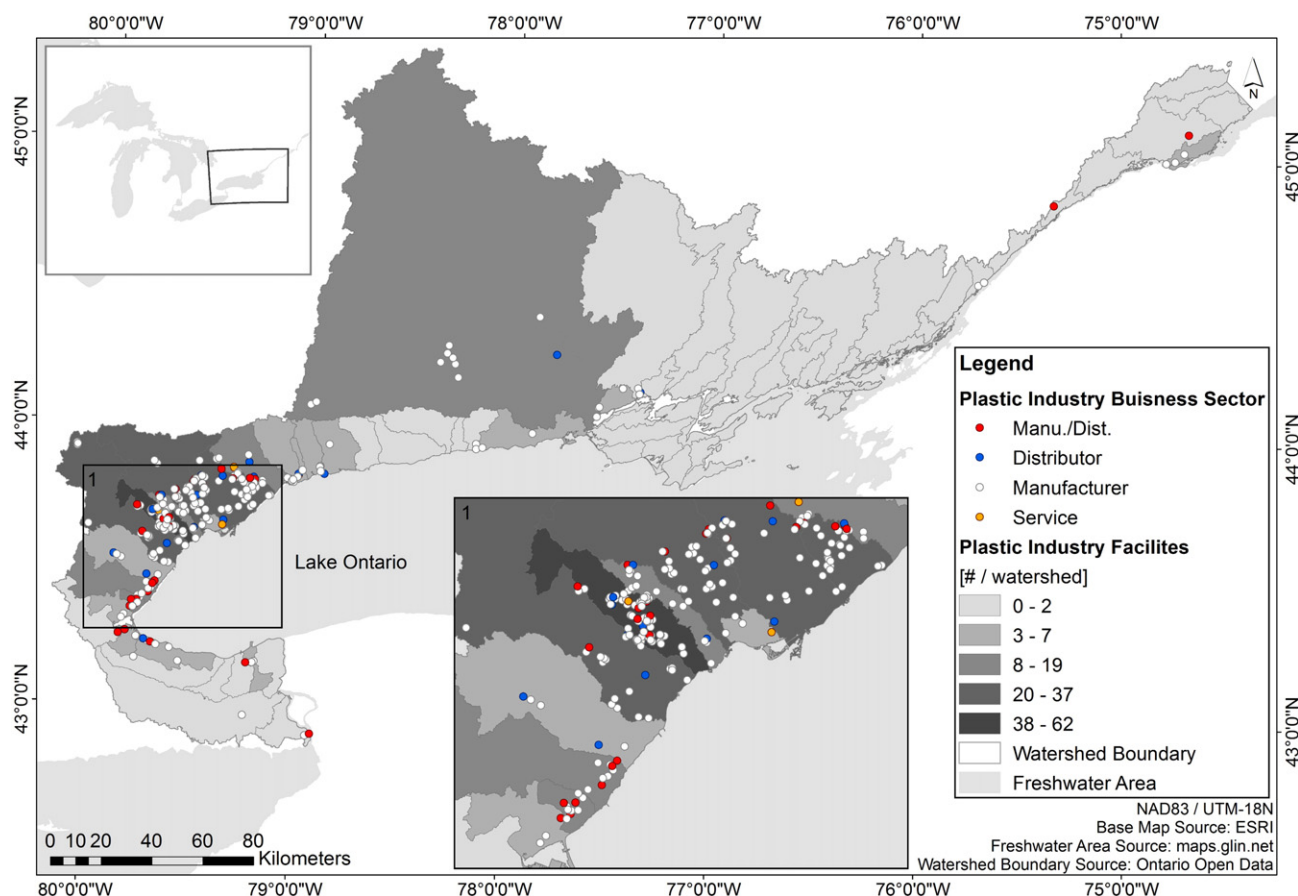 80°0'0"W 79°0'0"W 78°0'0"W 77°0'0"W 76°0'0"W 75°0'0"W
N
45°0'0"N
45°0'0"N
44°0'0"N
44°0'0"N
43°0'0"N
43°0'0"N
1
Lake Ontario
1
Legend
Plastic Industry Buisness Sector
Manu./Dist.
Distributor
Manufacturer
Service
Plastic Industry Facilites
[# / watershed]
0 - 2
3 - 7
8 - 19
20 - 37
38 - 62
Watershed Boundary
Freshwater Area
NAD83 / UTM-18N
Base Map Source: ESRI
Freshwater Area Source: maps.glin.net
Watershed Boundary Source: Ontario Open Data
0 10 20 40 60 80
Kilometers
80°0'0"W 79°0'0"W 78°0'0"W 77°0'0"W 76°0'0"W 75°0'0"W